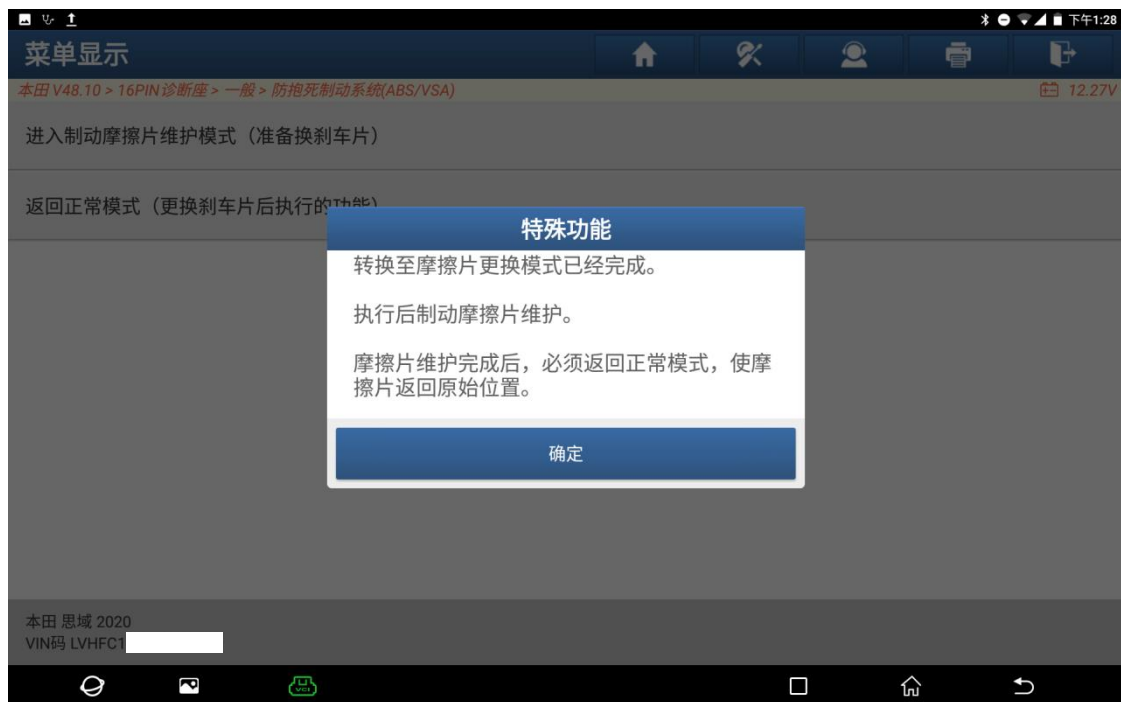 下午1:28
菜单显示
本田 V48.10 > 16PIN诊断座 > 一般 > 防抱死制动系统(ABS/VSA)
12.27V
进入制动摩擦片维护模式（准备换刹车片）
返回正常模式（更换刹车片后执行的功能）
特殊功能
转换至摩擦片更换模式已经完成。
执行后制动摩擦片维护。
摩擦片维护完成后，必须返回正常模式，使摩
擦片返回原始位置。
确定
本田 思域 2020
VIN码 LVHFC1
VCI